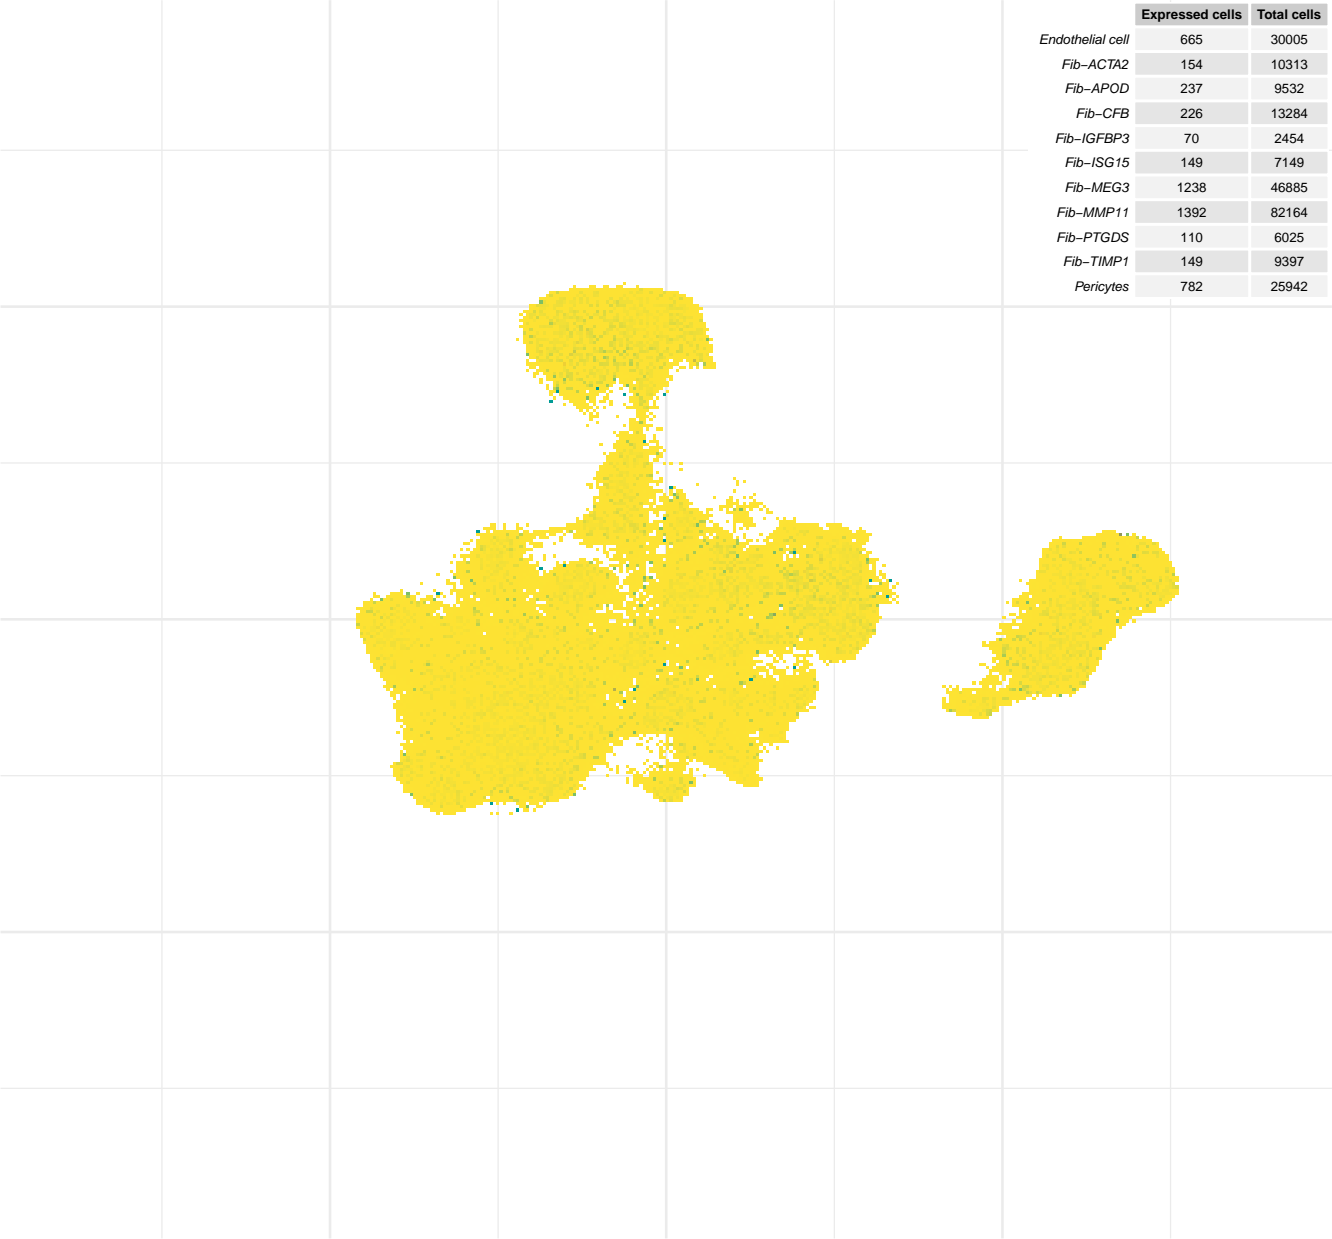 Expressed cells Total cells
Endothelial cell 665 30005
Fib−ACTA2 154 10313
Fib−APOD 237 9532
Fib−CFB 226 13284
Fib−IGFBP3 70 2454
Fib−ISG15 149 7149
Fib−MEG3 1238 46885
Fib−MMP11 1392 82164
Fib−PTGDS 110 6025
Fib−TIMP1 149 9397
Pericytes 782 25942